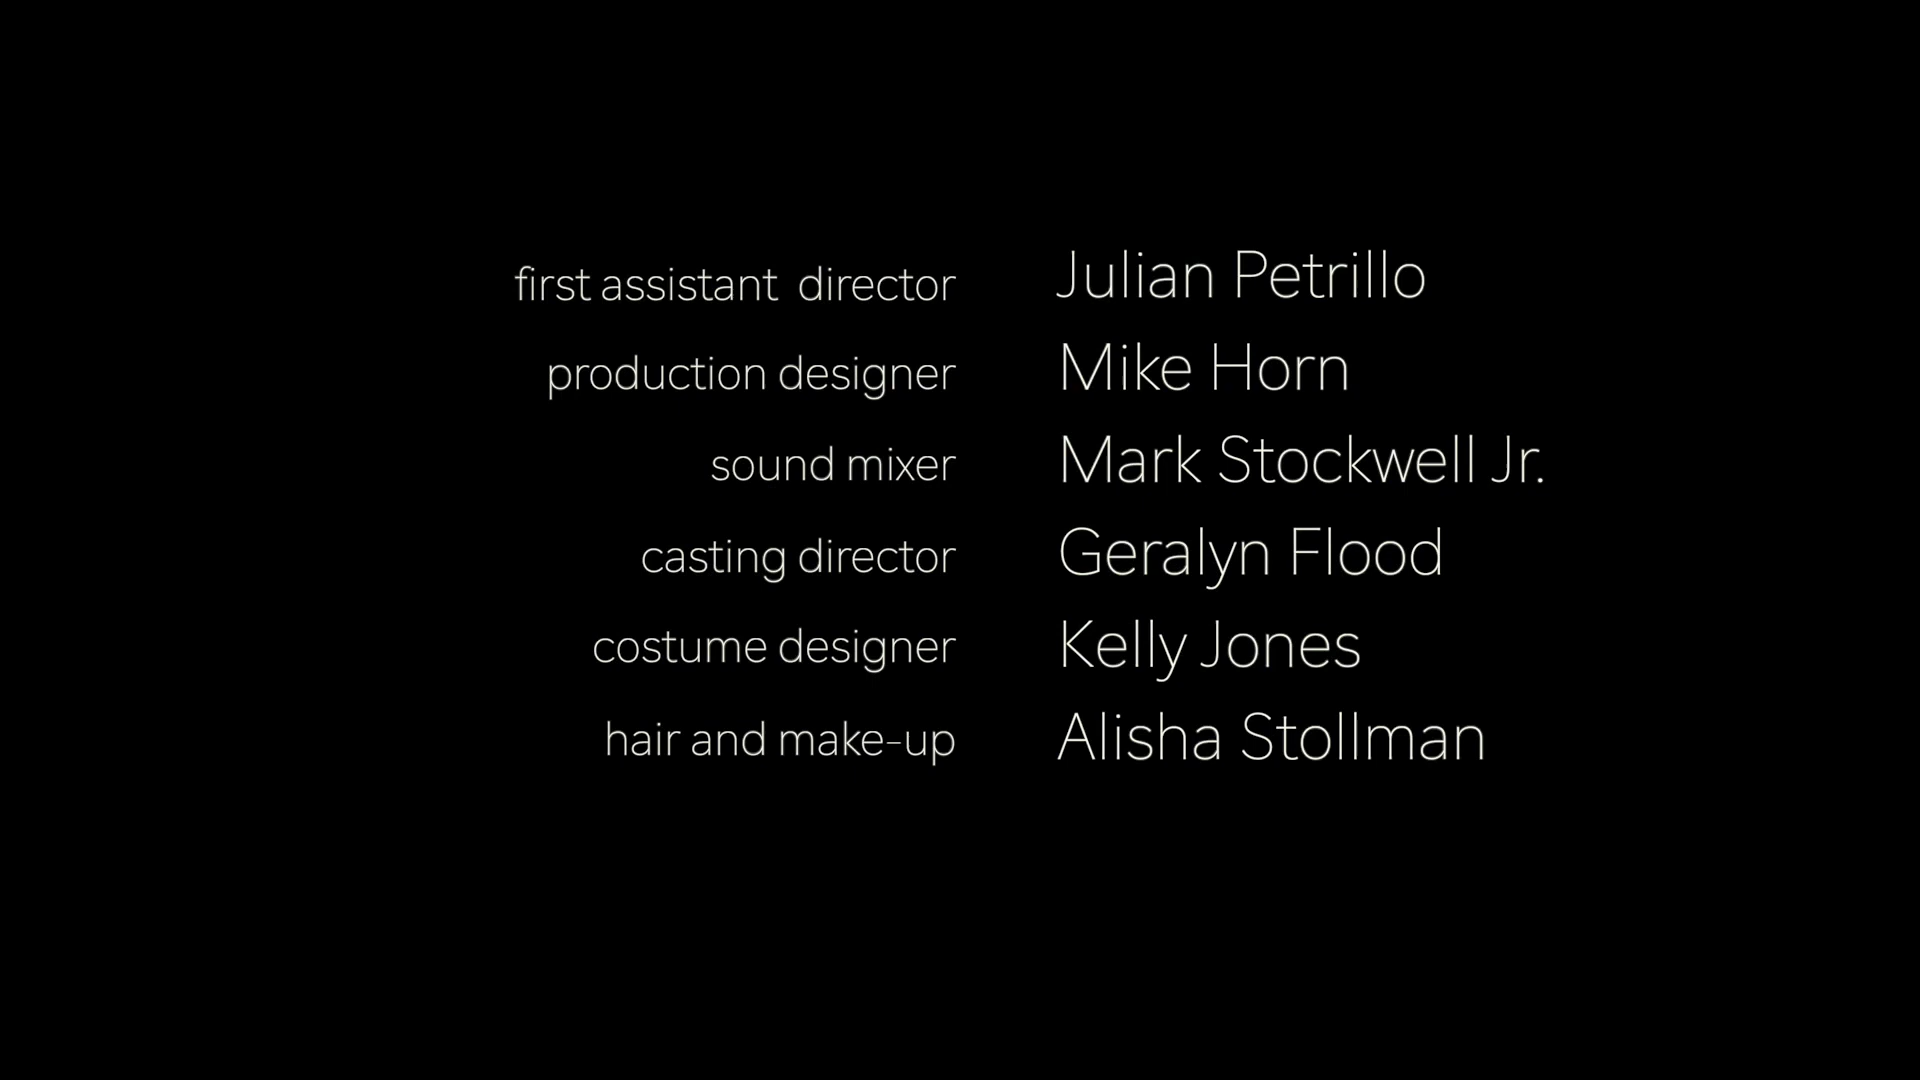 first assistant  director Julian Petrillo
production designer Mike Horn
sound mixer Mark Stockwell Jr.
casting director Geralyn Flood
costume designer Kelly Jones
hair and make-up Alisha Stollman